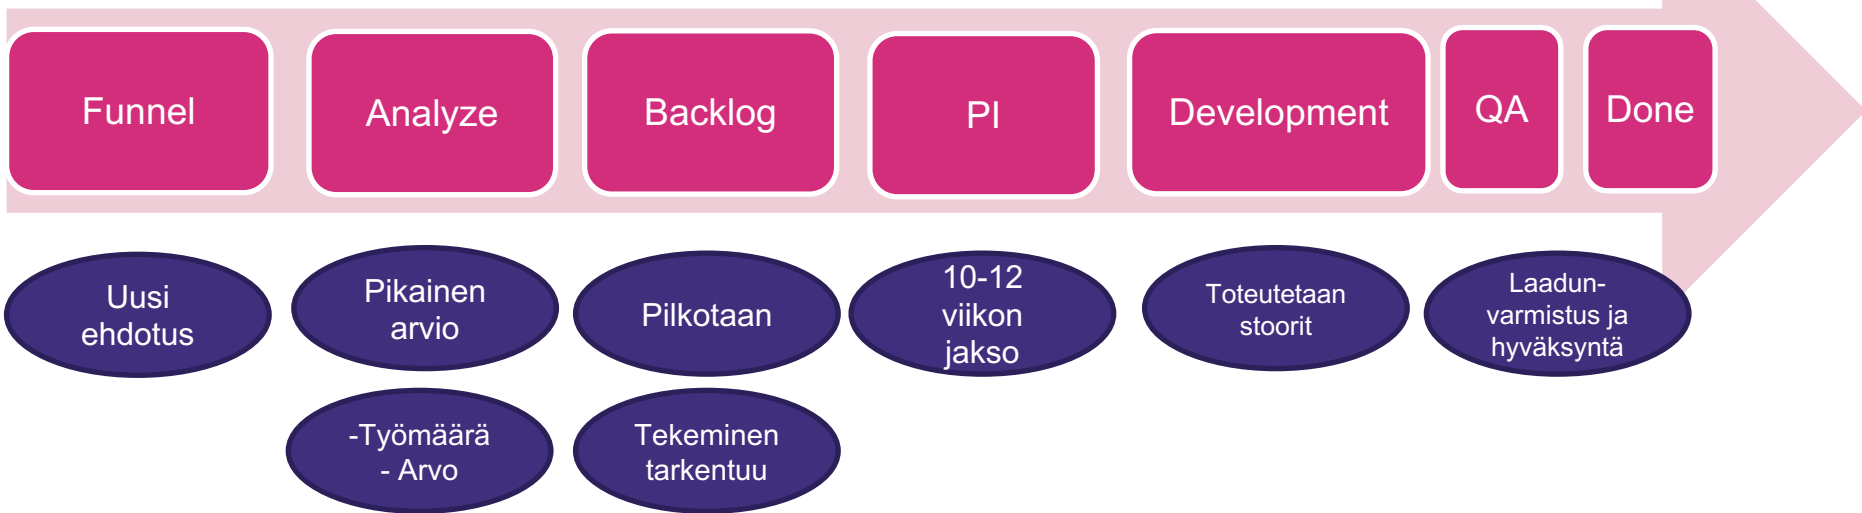 Funnel
Analyze
Backlog
PI
Development
QA
Done
Uusi
ehdotus
Pikainen
arvio
Pilkotaan
10-12
viikon
jakso
Toteutetaan
stoorit
Laadun-
varmistus ja
hyväksyntä
-Työmäärä
- Arvo
Tekeminen
tarkentuu